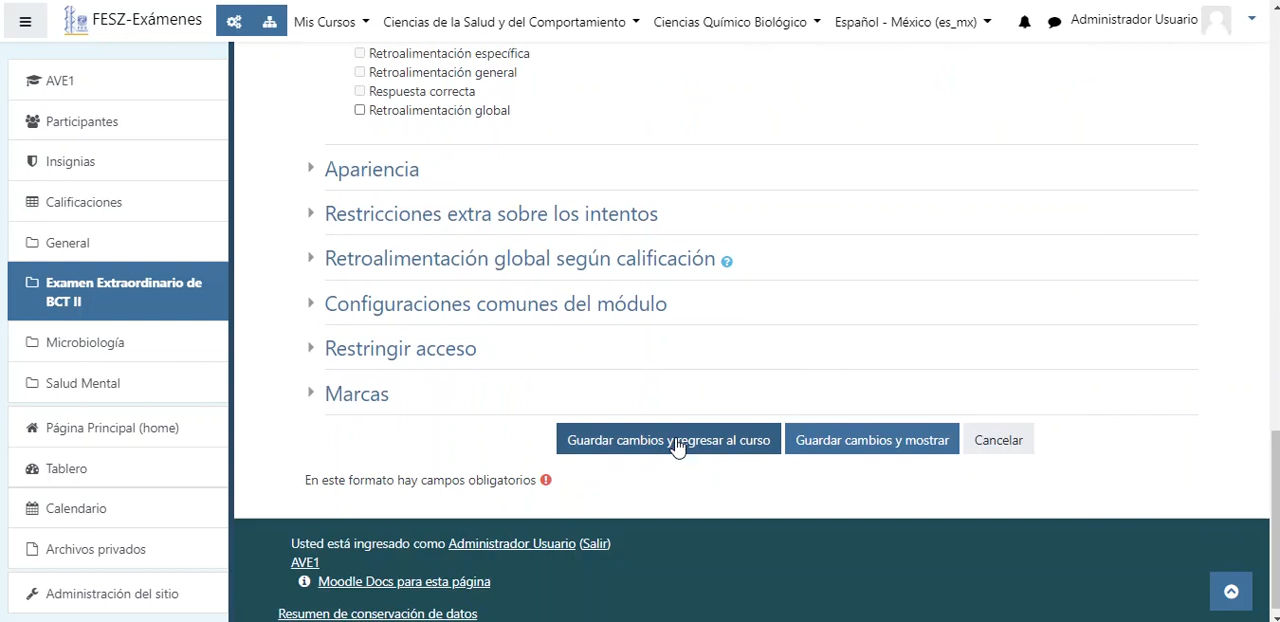 FESZ-Exámenes
Mis Cursos
Ciencias de la Salud y del Comportamiento
Ciencias Químico Biológico
Español - México (es_mx)
Administrador Usuario
AVE1
Participantes
Insignias
Calificaciones
General
Examen Extraordinario de
BCT II
Microbiología
Salud Mental
Página Principal (home)
Tablero
Calendario
Archivos privados
Administración del sitio
Retroalimentación específica
Retroalimentación general
Respuesta correcta
Retroalimentación global
Apariencia
Restricciones extra sobre los intentos
Retroalimentación global según calificación
Configuraciones comunes del módulo
Restringir acceso
Marcas
Guardar cambios y regresar al curso
Guardar cambios y mostrar
Cancelar
En este formato hay campos obligatorios
Usted está ingresado como Administrador Usuario (Salir)
AVE1
Moodle Docs para esta página
Resumen de conservación de datos